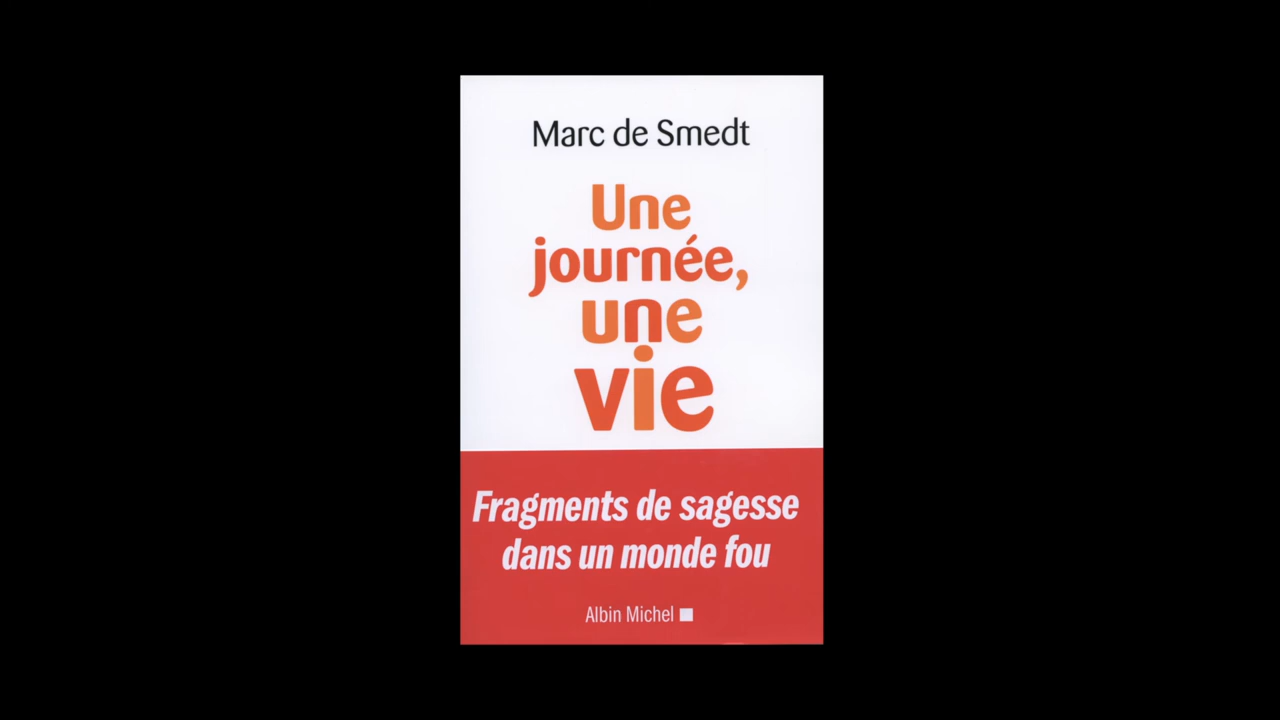 Marc de Smedt
Une
journée,
une
vie
Fragments de sagesse
dans un monde fou
Albin Michel